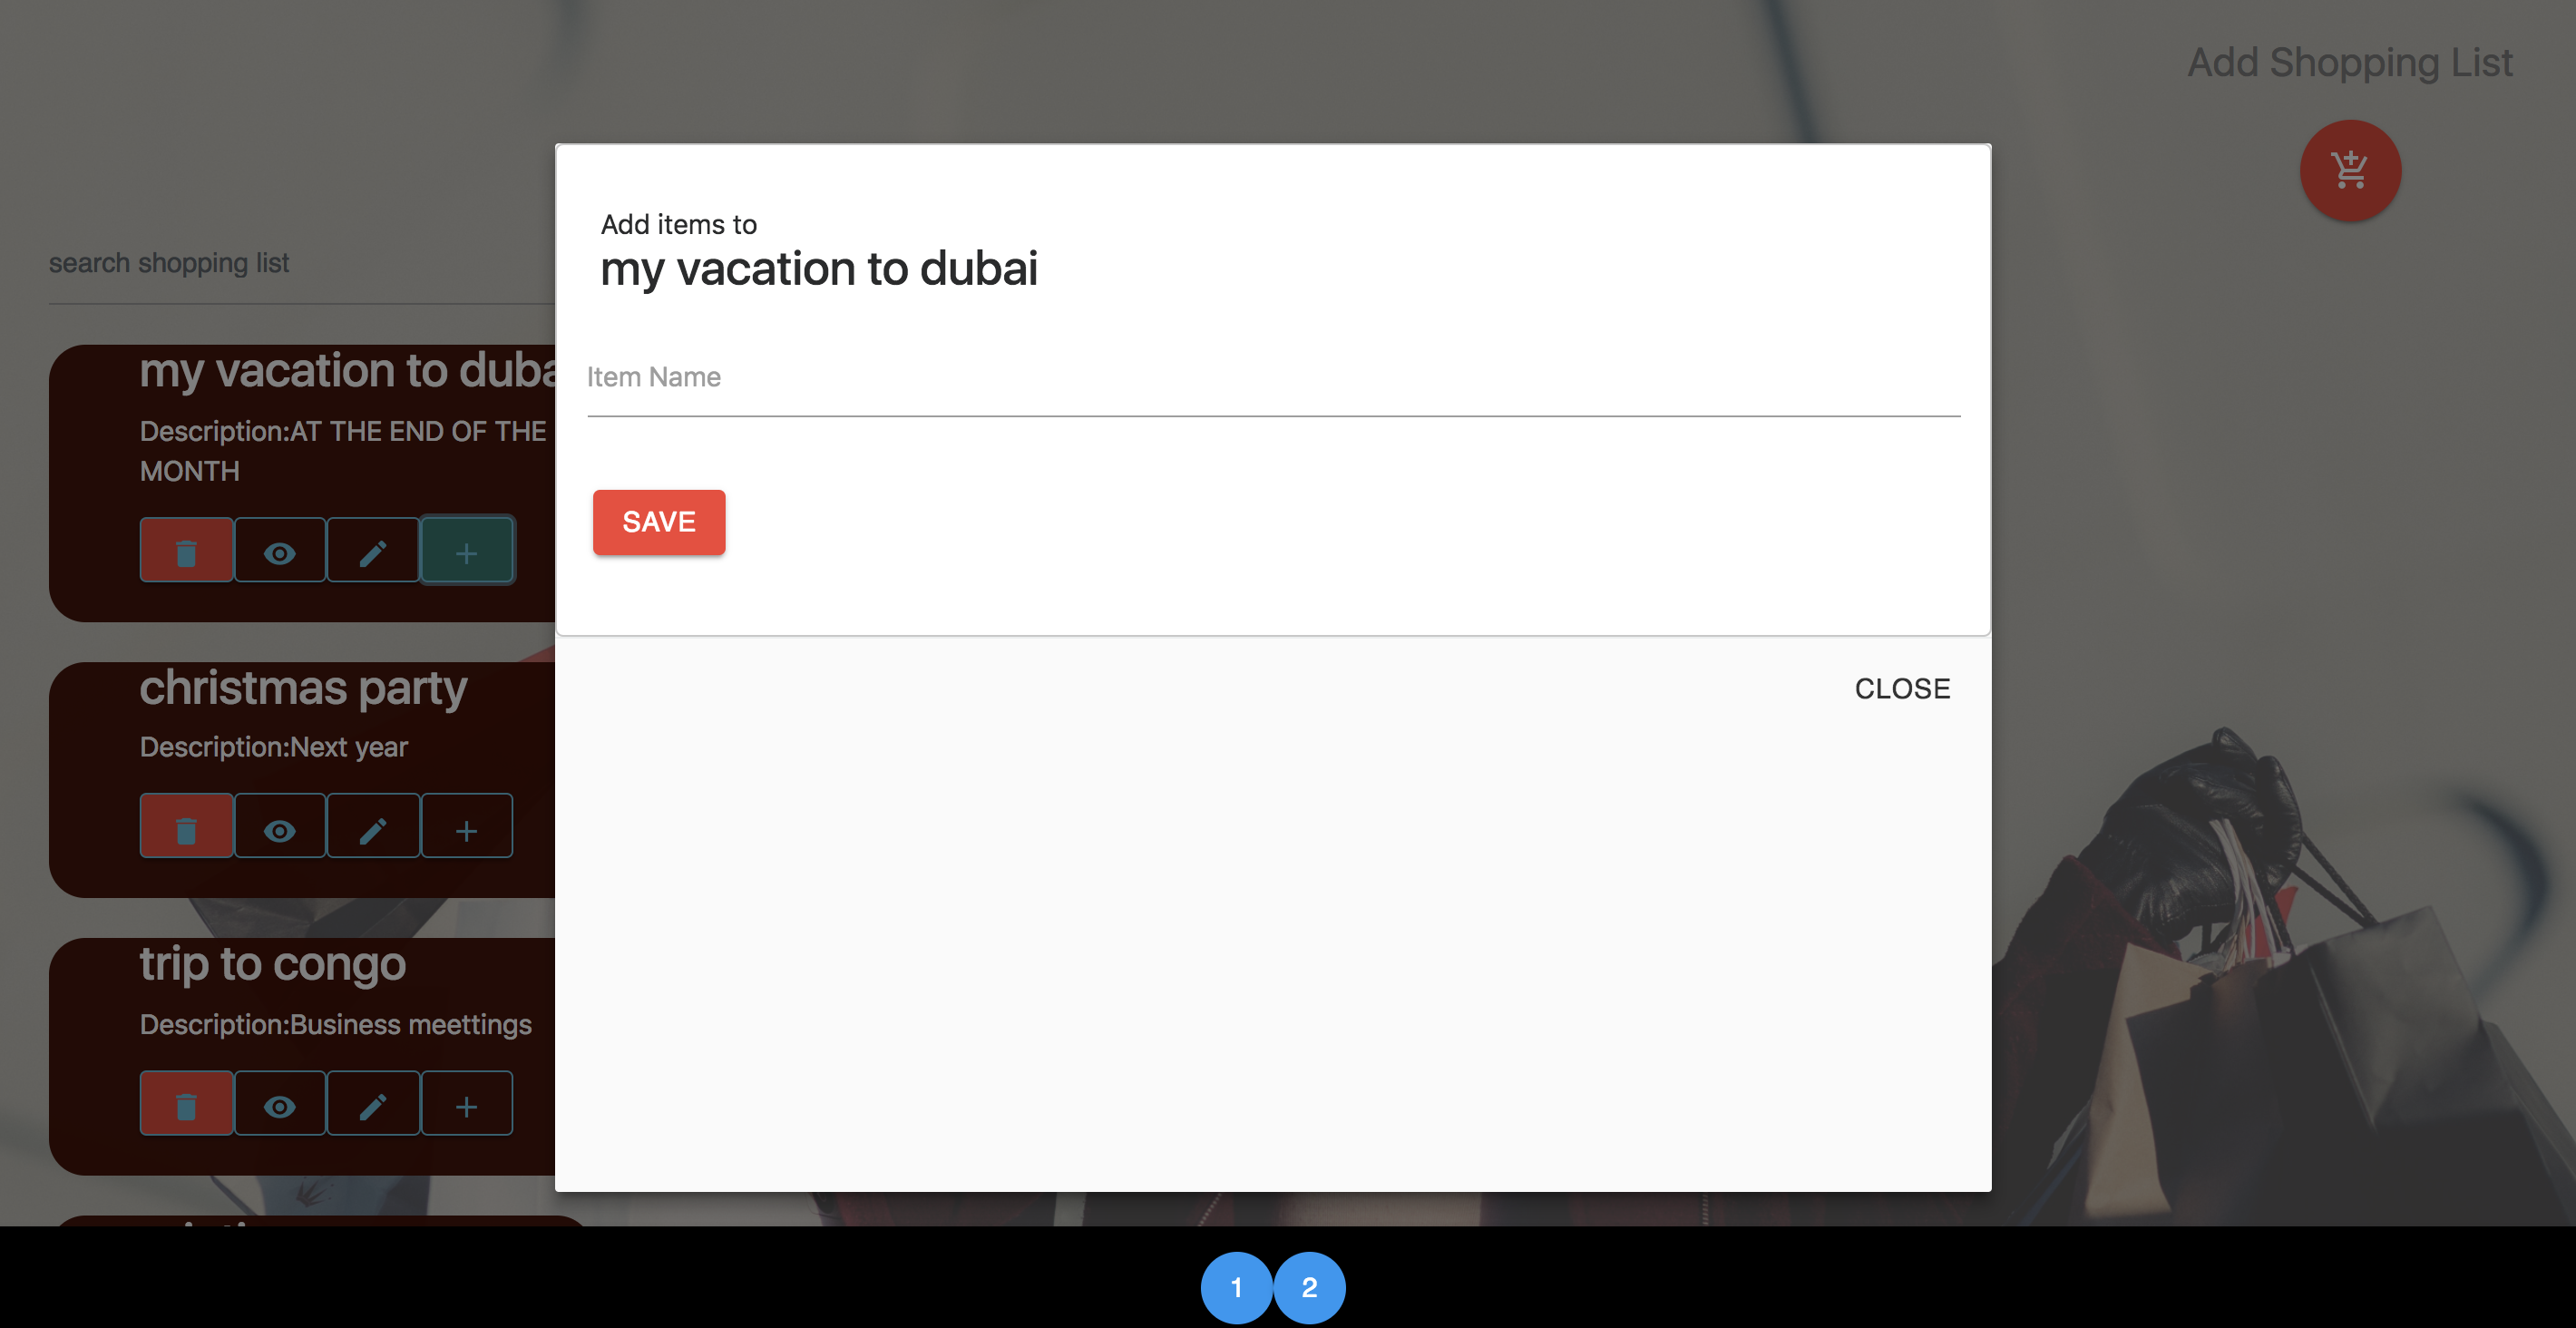 Add Shopping List
search shopping list
my vacation to duba
Description:AT THE END OF THE
MONTH
christmas party
Description:Next year
trip to congo
Description:Business meettings
Add items to
my vacation to dubai
Item Name
SAVE
CLOSE
1 2